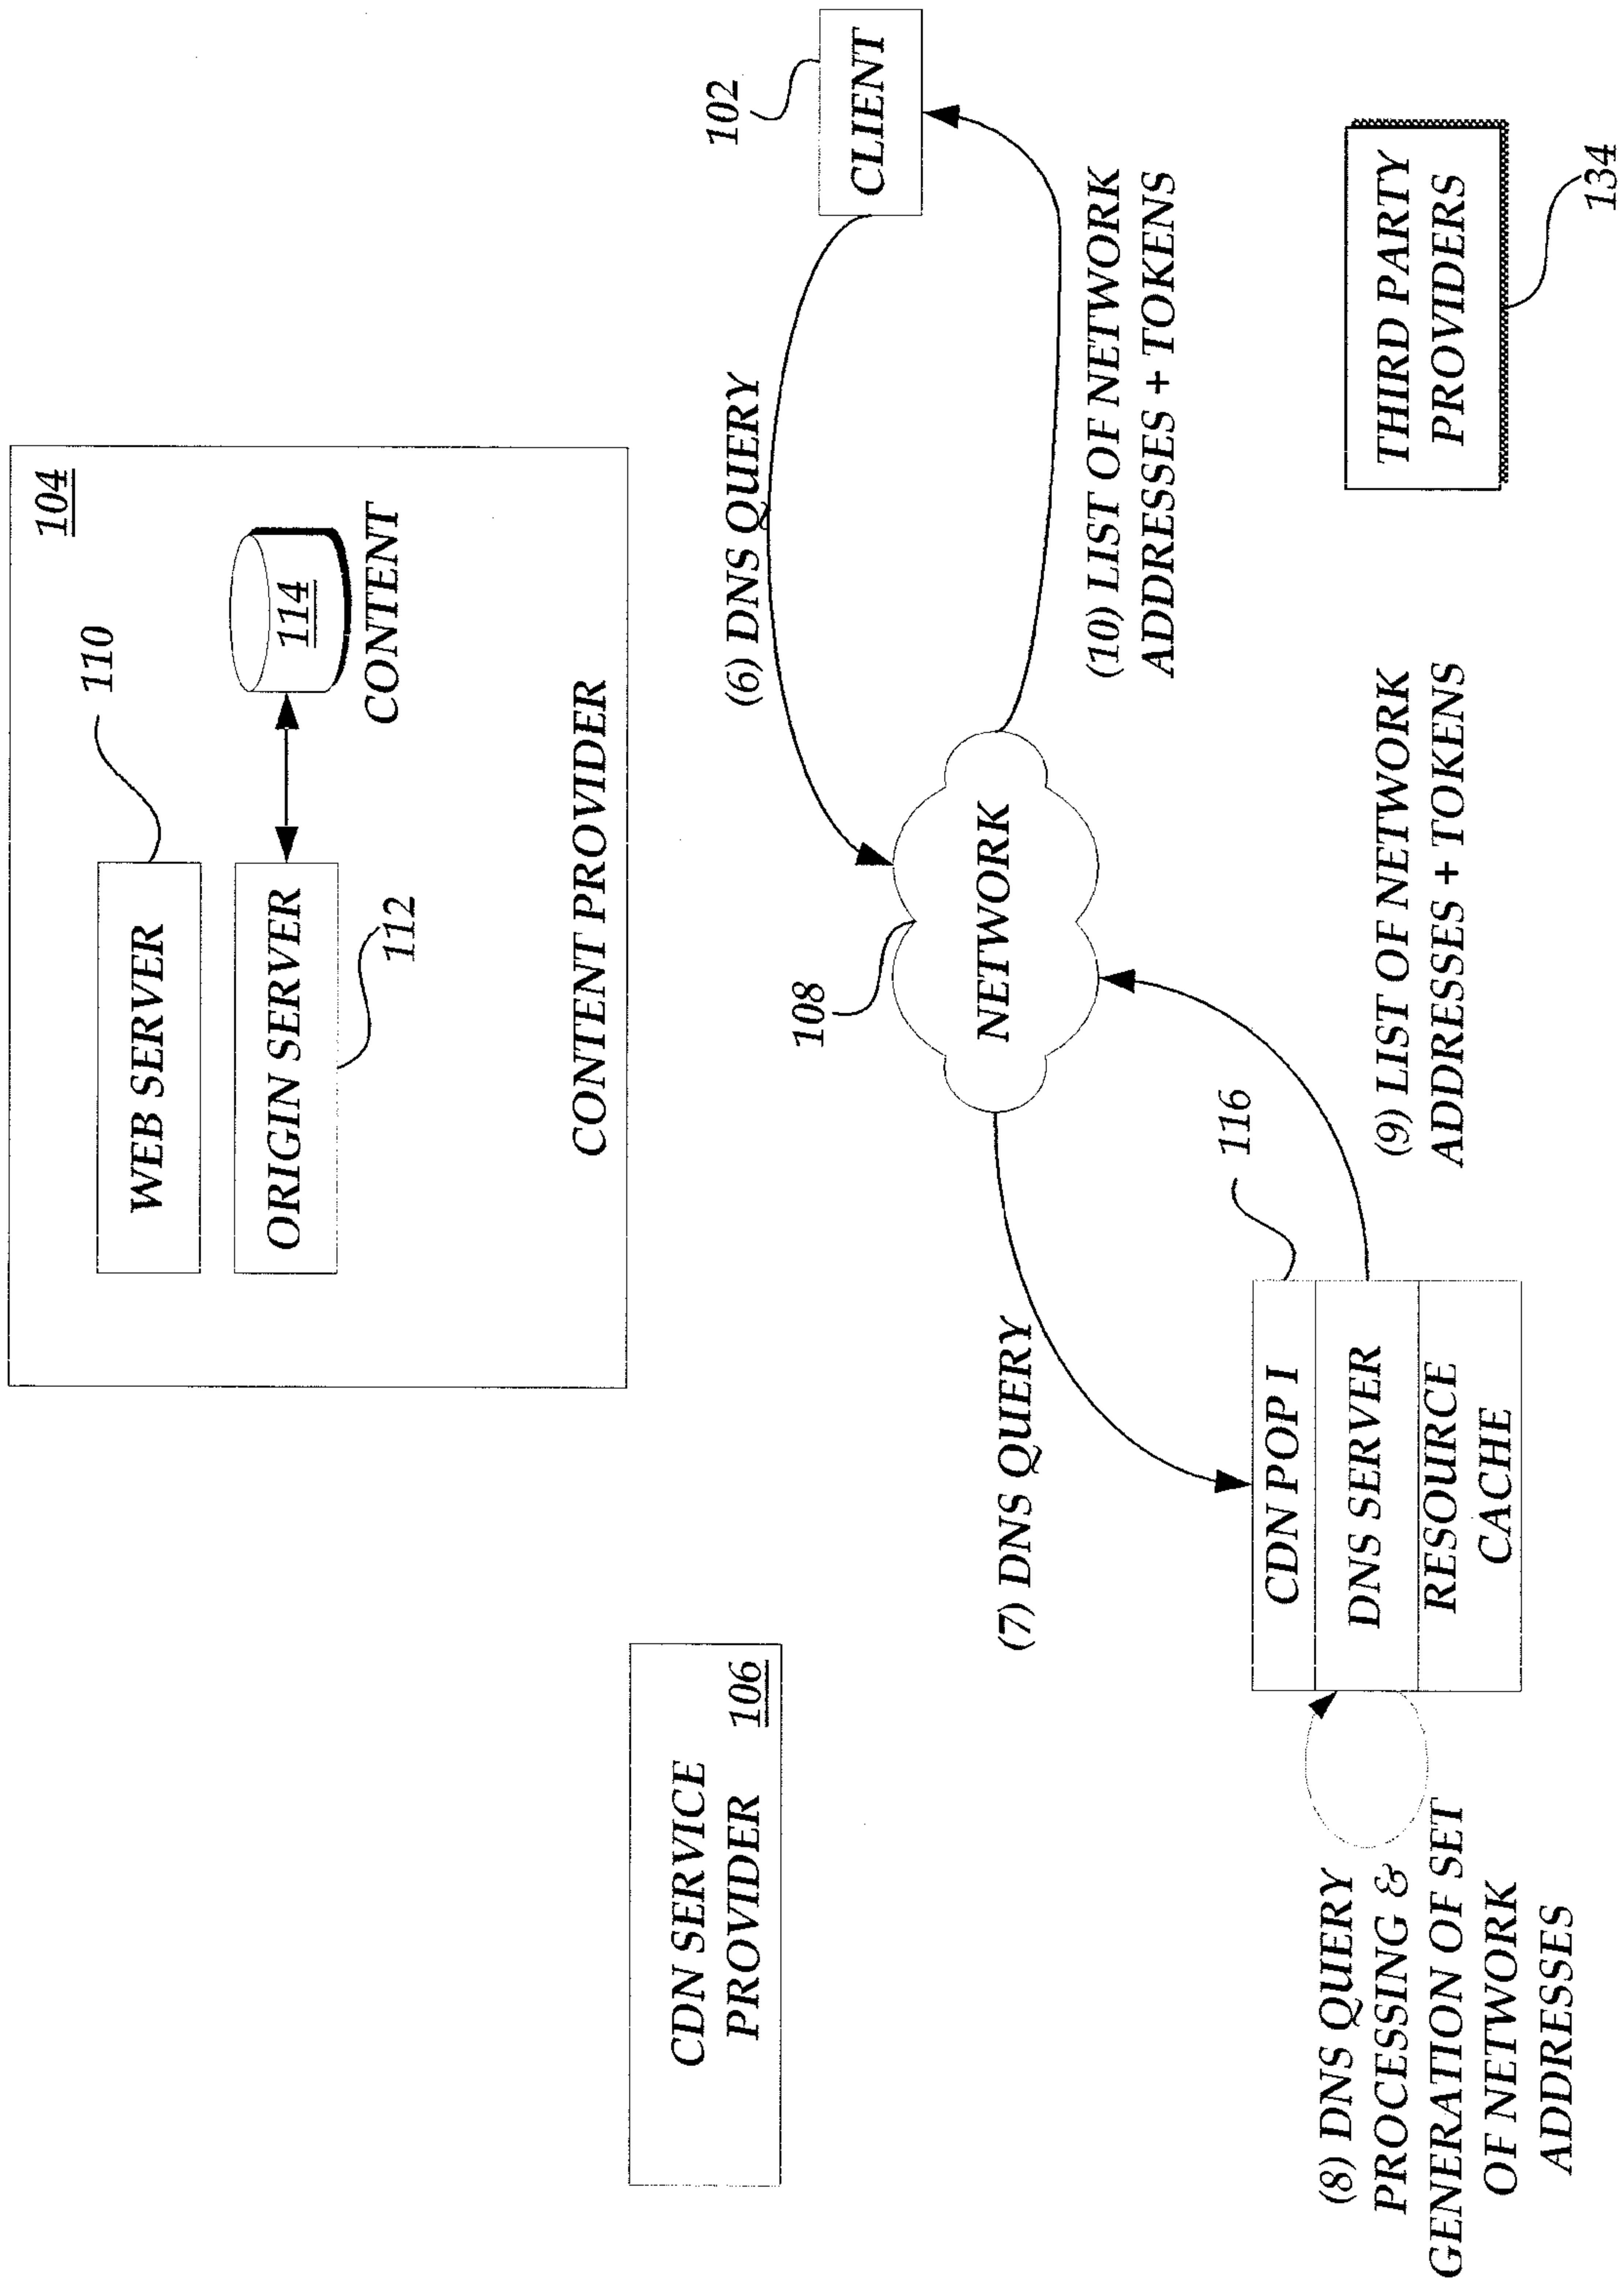 104
110
WEB SERVER
ORIGIN SERVER
114
CONTENT
112
CONTENT PROVIDER
CDN SERVICE
PROVIDER
106
102
CLIENT
(6) DNS QUERY
108
NETWORK
(7) DNS QUERY
116
CDN POP 1
DNS SERVER
RESOURCE
CACHE
(8) DNS QUERY
PROCESSING &
GENERATION OF SET
OF NETWORK
ADDRESSES
(9) LIST OF NETWORK
ADDRESSES + TOKENS
(10) LIST OF NETWORK
ADDRESSES + TOKENS
THIRD PARTY
PROVIDERS
134